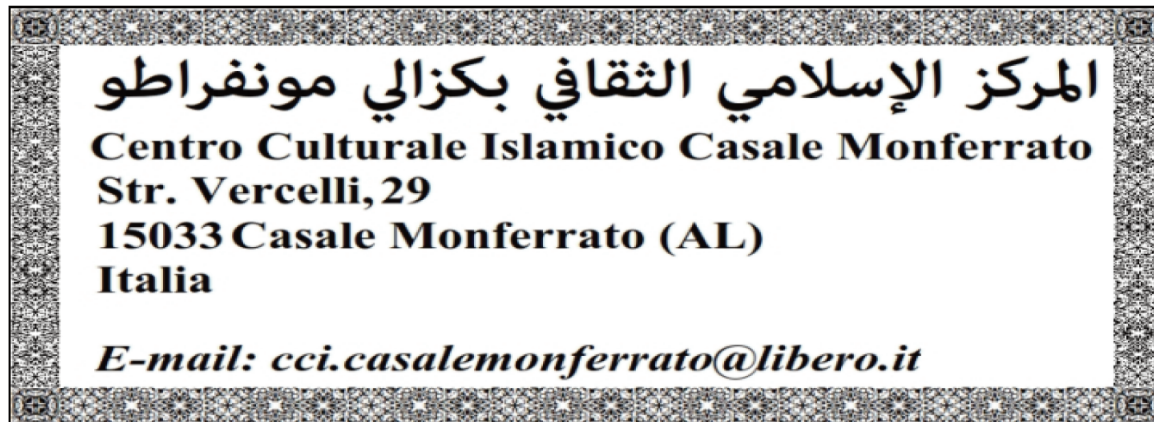 المركز الإسلامي الثقافي بكزالي مونفراطو
Centro Culturale Islamico Casale Monferrato
Str. Vercelli, 29
15033 Casale Monferrato (AL)
Italia
E-mail: cci.casalemonferrato@libero.it